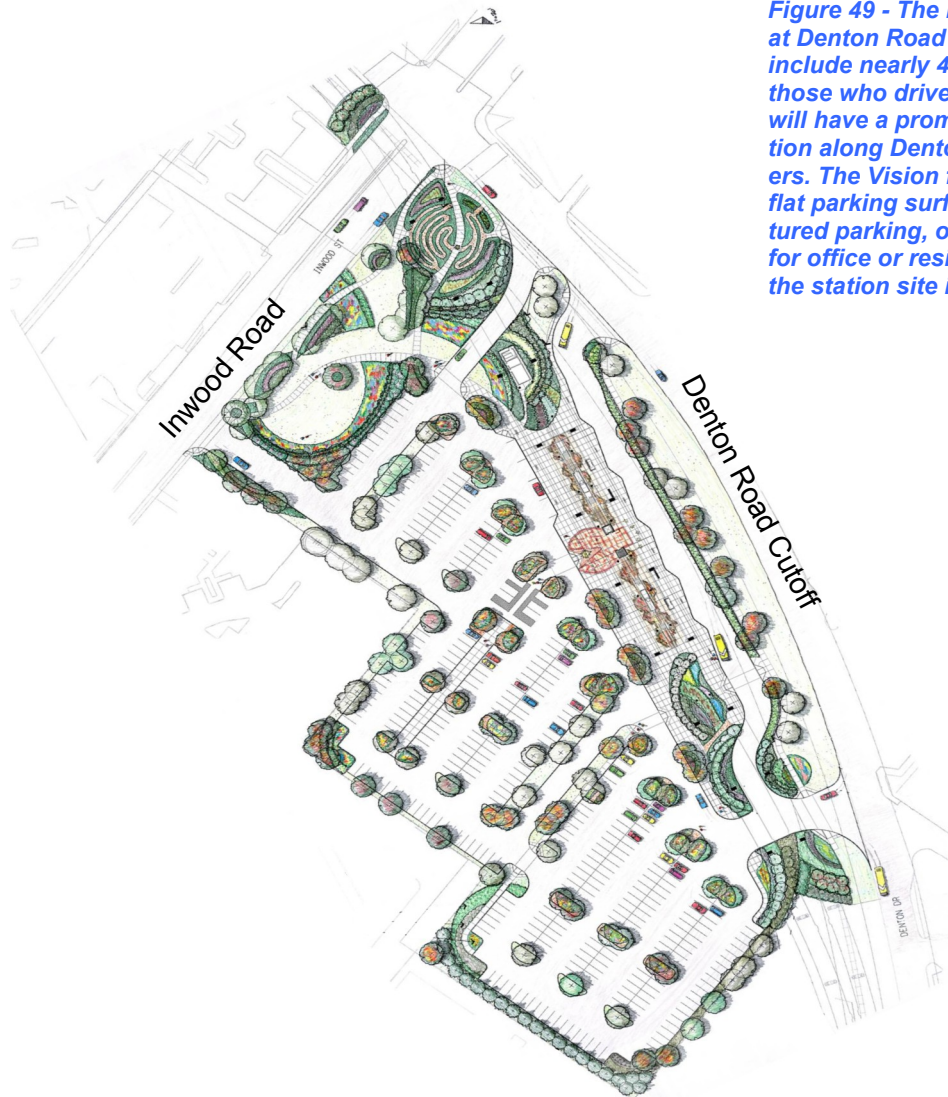 Figure 49 - The
at Denton Road
include nearly 4
those who drive
will have a prom
tion along Dento
ers. The Vision
flat parking surf
tured parking, o
for office or resi
the station site
INWOOD ST
Inwood Road
Denton Road Cutoff
DENTON DR